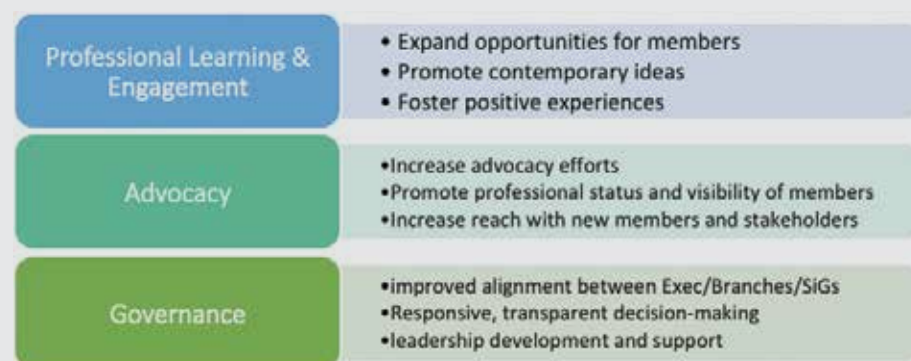 Professional Learning &
Engagement
• Expand opportunities for members
• Promote contemporary ideas
• Foster positive experiences
Advocacy
•Increase advocacy efforts
•Promote professional status and visibility of members
•Increase reach with new members and stakeholders
Governance
•improved alignment between Exec/Branches/SiGs
•Responsive, transparent decision-making
•leadership development and support